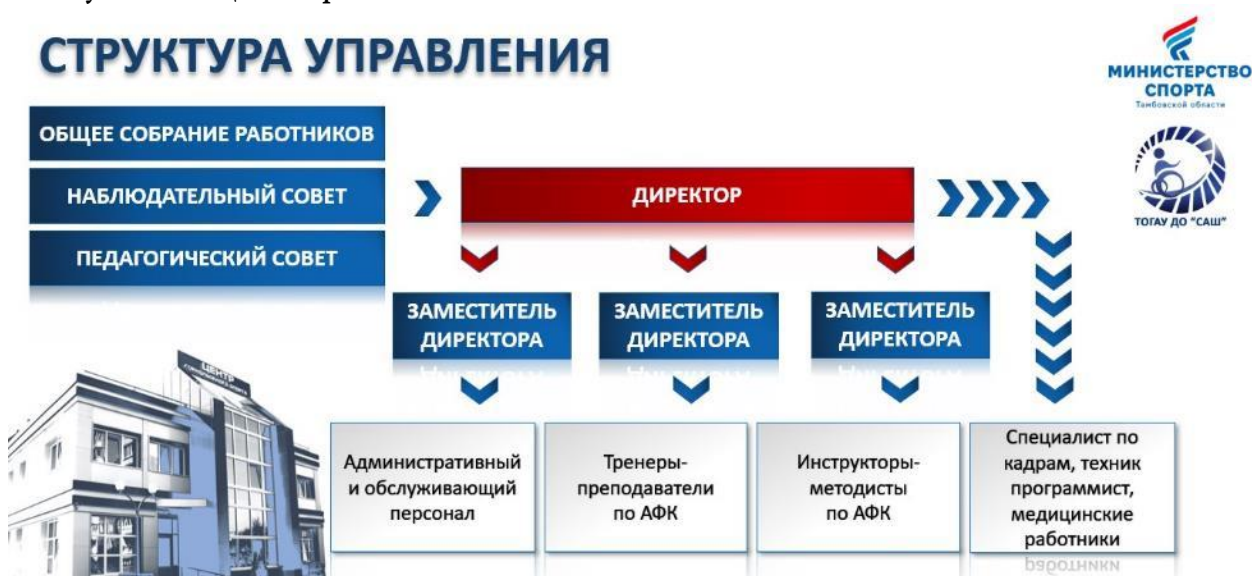 СТРУКТУРА УПРАВЛЕНИЯ
МИНИСТЕРСТВО
СПОРТА
Тамбовской области
ТОГАУ ДО "САШ"
ОБЩЕЕ СОБРАНИЕ РАБОТНИКОВ
НАБЛЮДАТЕЛЬНЫЙ СОВЕТ
ПЕДАГОГИЧЕСКИЙ СОВЕТ
ДИРЕКТОР
ЗАМЕСТИТЕЛЬ
ДИРЕКТОРА
ЗАМЕСТИТЕЛЬ
ДИРЕКТОРА
ЗАМЕСТИТЕЛЬ
ДИРЕКТОРА
Административный
и обслуживающий
персонал
Тренеры-
преподаватели
по АФК
Инструкторы-
методисты
по АФК
Специалист по
кадрам, техник
программист,
медицинские
работники
ЦЕНТР